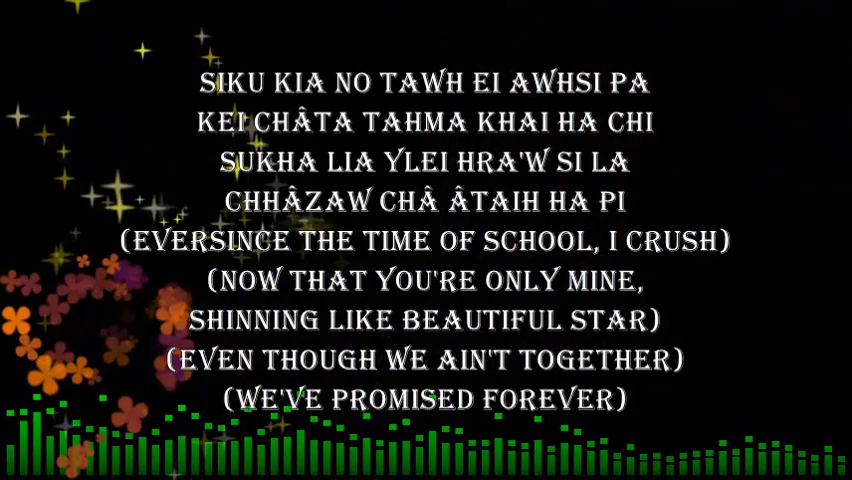 SIKU KIA NO TAWH EI AWHSI PA
KEI CHÂTA TAHMA KHAI HA CHI
SUKHA LIA YLEI HRA'W SI LA
CHHÂZAW CHÂ ÂTAIH HA PI
(EVERSINCE THE TIME OF SCHOOL, I CRUSH)
(NOW THAT YOU'RE ONLY MINE,
SHINNING LIKE BEAUTIFUL STAR)
(EVEN THOUGH WE AIN'T TOGETHER)
(WE'VE PROMISED FOREVER)